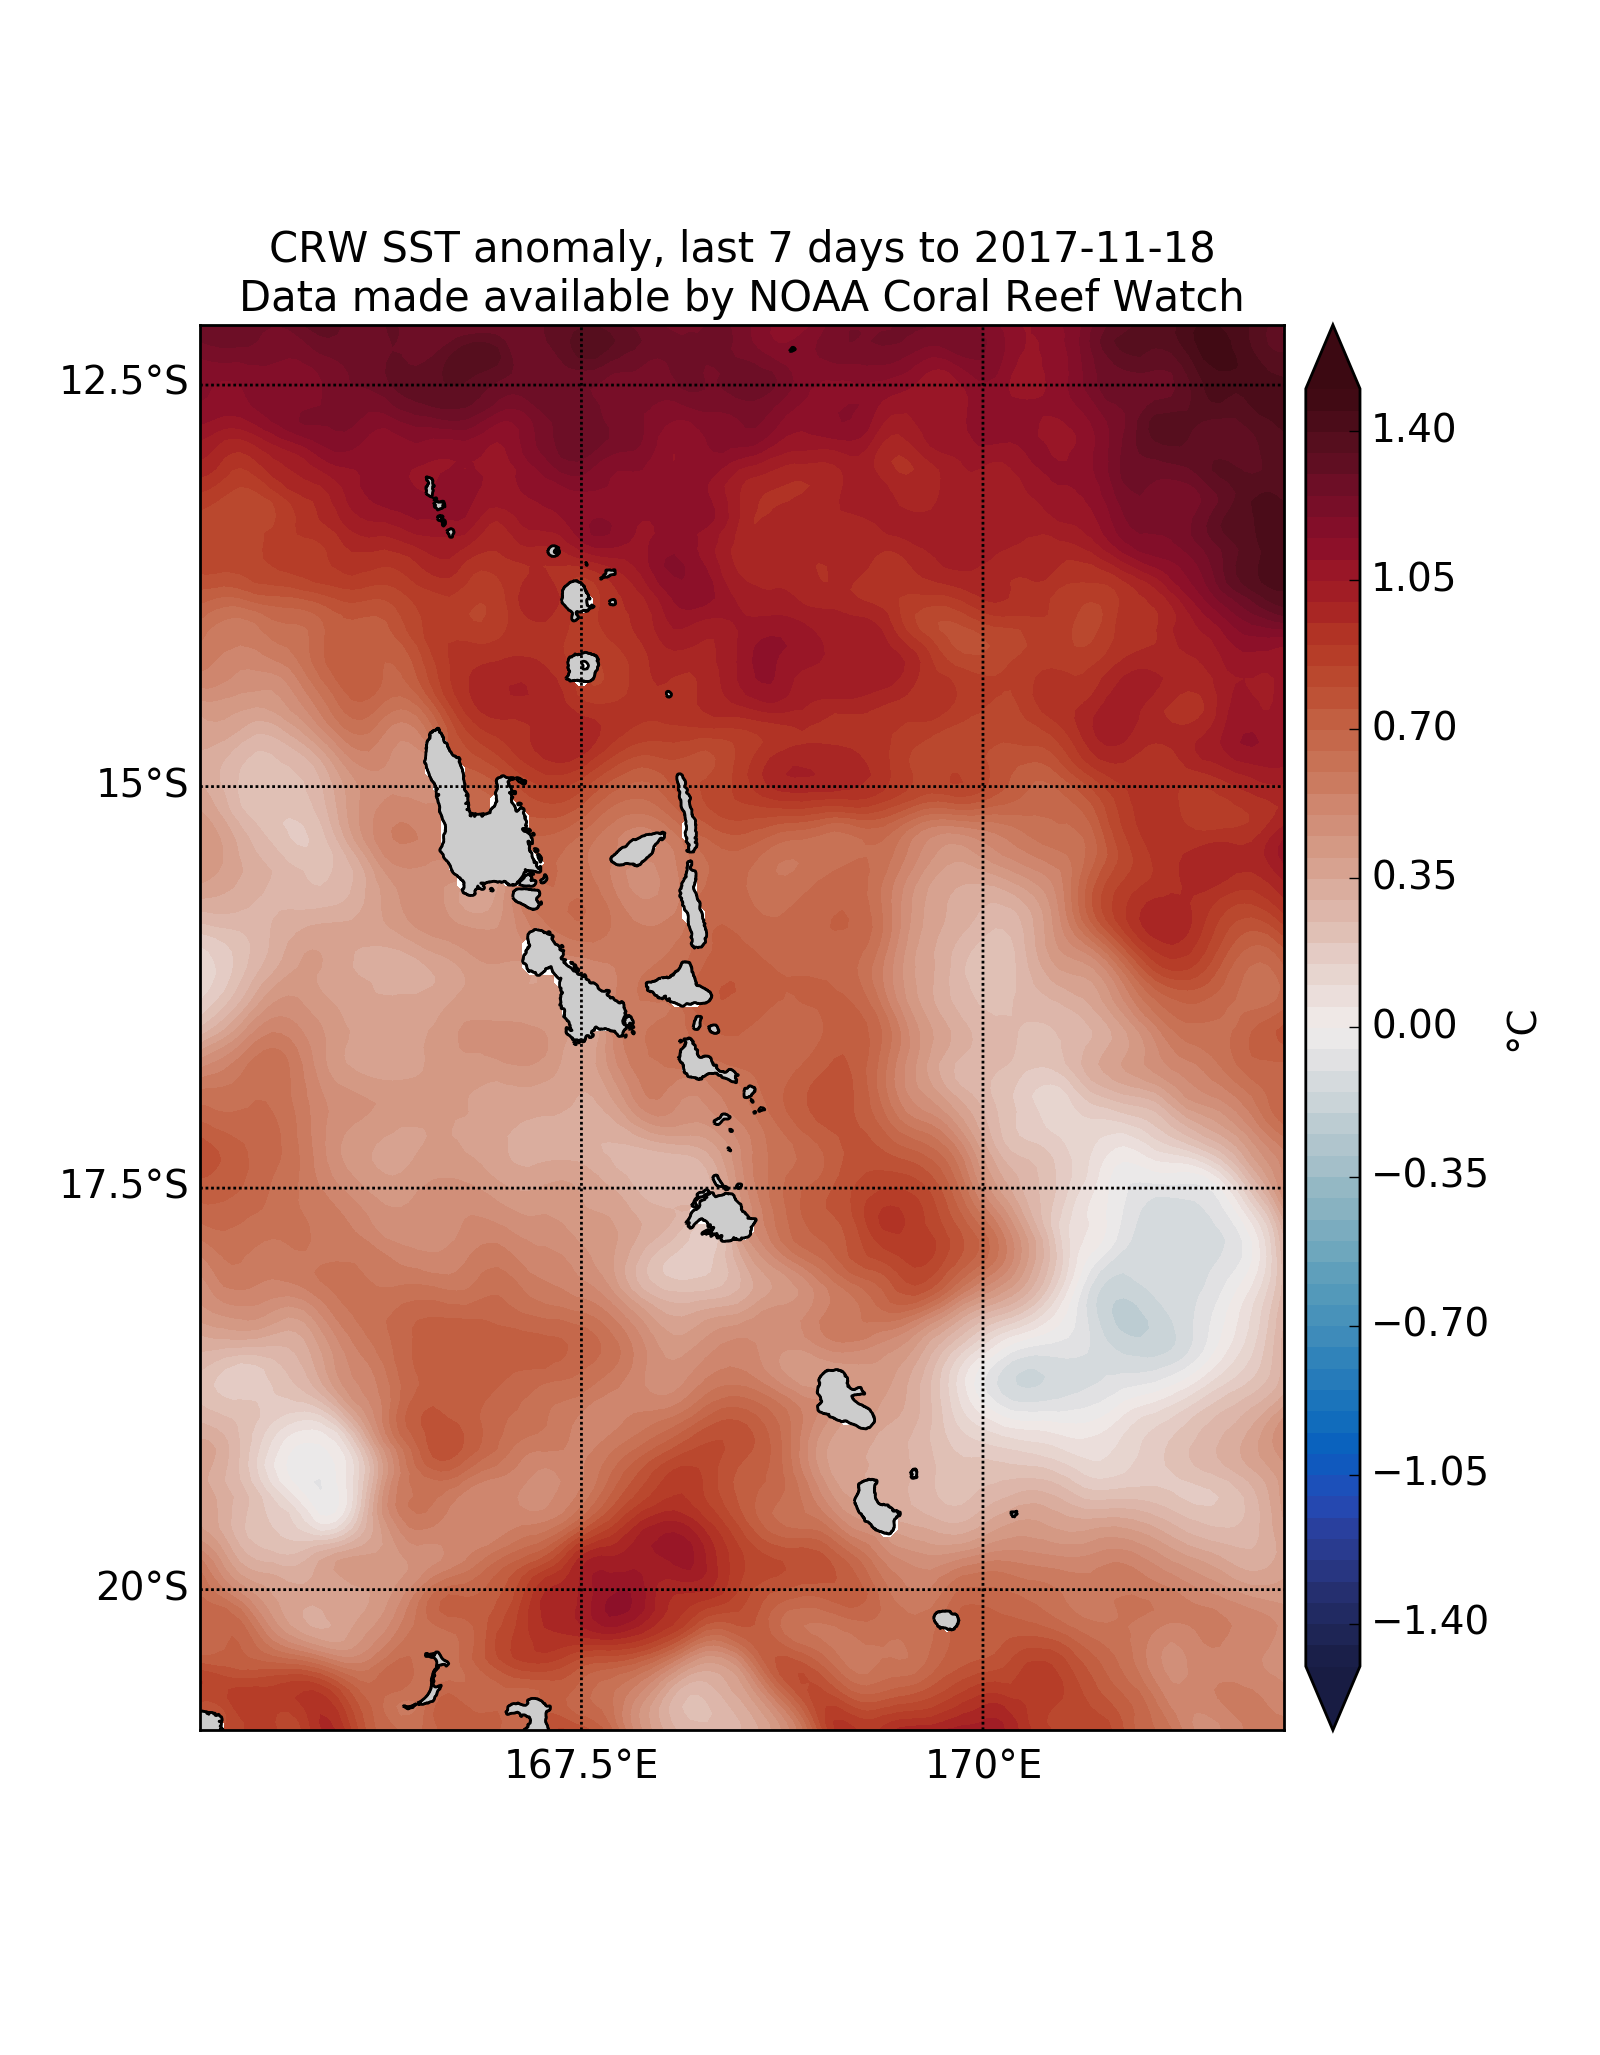 CRW SST anomaly, last 7 days to 2017-11-18
Data made available by NOAA Coral Reef Watch
12.5°S
15°S
17.5°S
20°S
167.5°E
170°E
1.40
1.05
0.70
0.35
0.00
−0.35
−0.70
−1.05
−1.40
°C